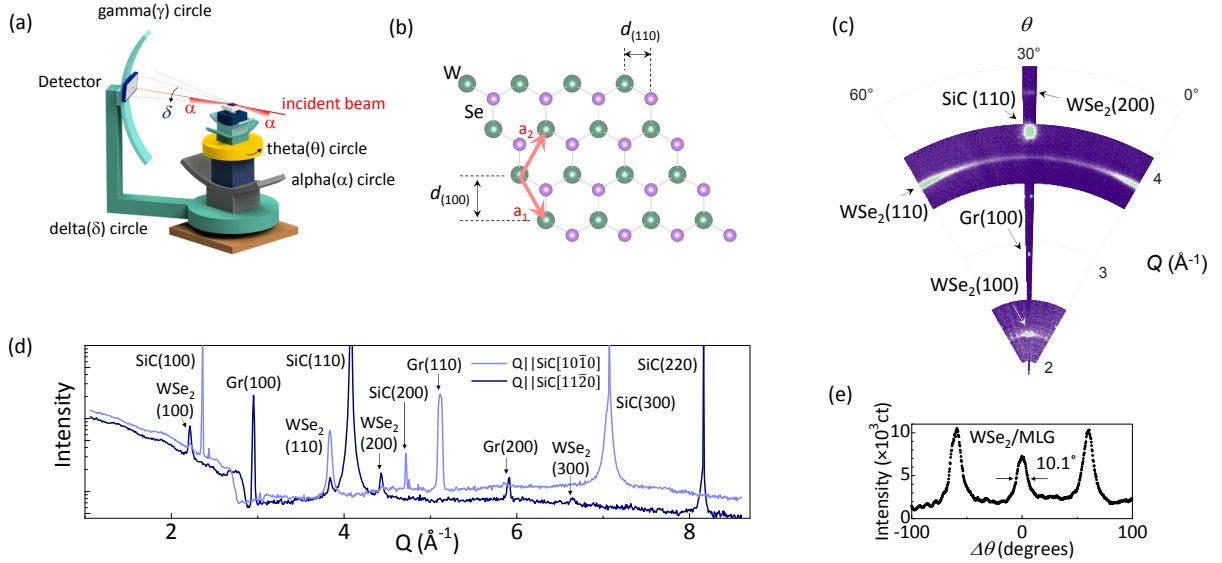 (a)
gamma(γ) circle
Detector
δ
α
incident beam
α
theta(θ) circle
alpha(α) circle
delta(δ) circle
(b)
d(110)
W
Se
a2
d(100)
a1
(c)
θ
30°
60°
0°
SiC (110)
WSe2(200)
WSe2(110)
4
Gr(100)
Q (Å-1)
3
WSe2(100)
2
(d)
Intensity
SiC(100)
WSe2
(100)
Gr(100)
SiC(110)
WSe2
(110)
WSe2
(200)
SiC(200)
Gr(110)
Q||SiC[101̄0]
Q||SiC[112̄0]
Gr(200)
WSe2
(300)
SiC(300)
SiC(220)
2 4 6 8
Q (Å-1)
(e)
Intensity (×10³ct)
10
5
0
WSe2/MLG
10.1°
-100 0 100
Δθ (degrees)